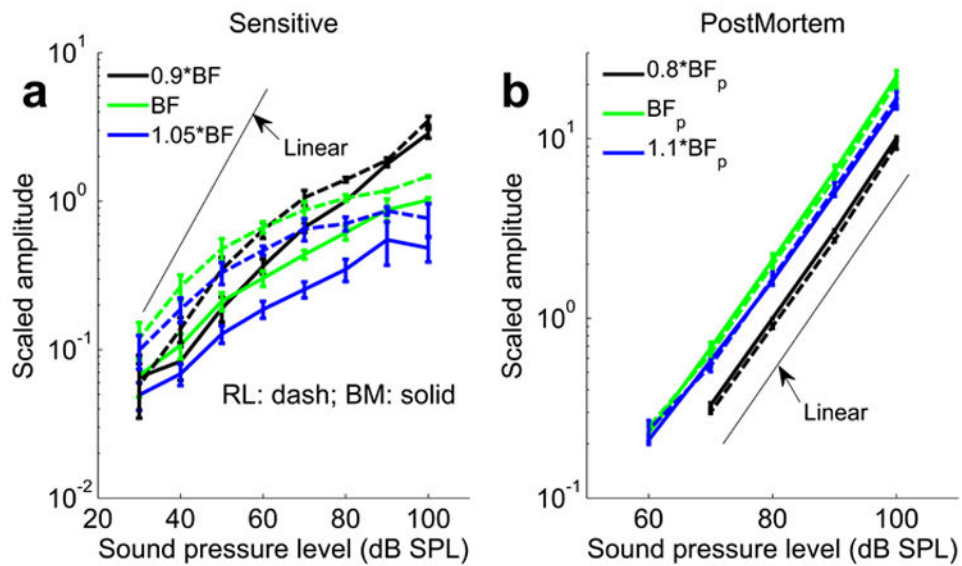 Sensitive
a
0.9*BF
BF
1.05*BF
Linear
RL: dash; BM: solid
Scaled amplitude
10^1
10^0
10^-1
10^-2
20 40 60 80 100
Sound pressure level (dB SPL)
PostMortem
b
0.8*BF_p
BF_p
1.1*BF_p
Linear
Scaled amplitude
10^1
10^0
10^-1
60 80 100
Sound pressure level (dB SPL)